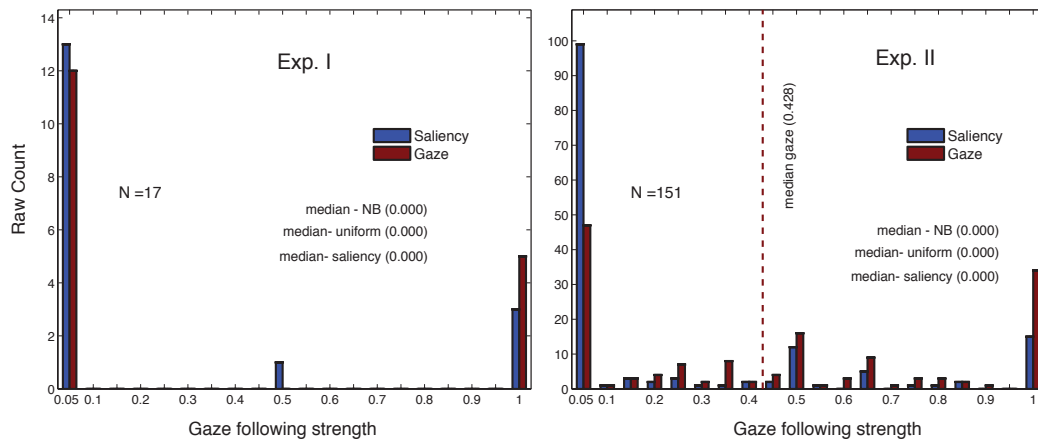 14
12
10
8
6
4
2
0
Raw Count
Exp. I
Saliency
Gaze
N =17
median - NB (0.000)
median- uniform (0.000)
median- saliency (0.000)
0.05 0.1 0.2 0.3 0.4 0.5 0.6 0.7 0.8 0.9 1
Gaze following strength
100
90
80
70
60
50
40
30
20
10
0
Exp. II
median gaze (0.428)
Saliency
Gaze
N =151
median - NB (0.000)
median- uniform (0.000)
median- saliency (0.000)
0.05 0.1 0.2 0.3 0.4 0.5 0.6 0.7 0.8 0.9 1
Gaze following strength